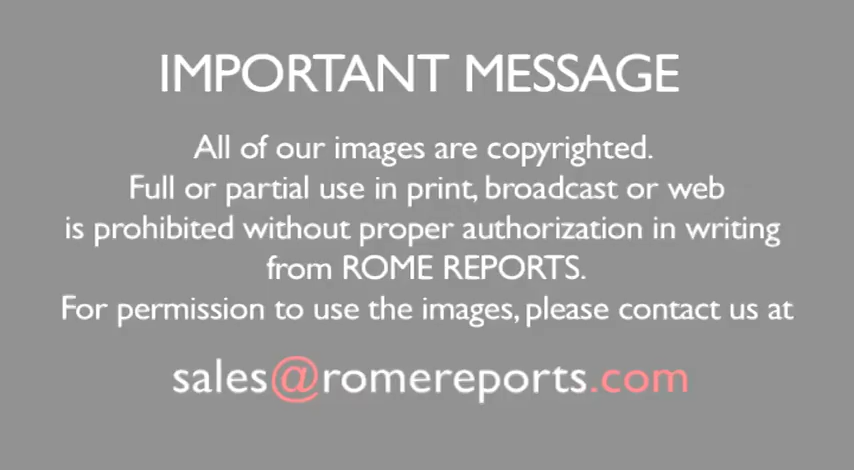 IMPORTANT MESSAGE
All of our images are copyrighted.
Full or partial use in print, broadcast or web
is prohibited without proper authorization in writing
from ROME REPORTS.
For permission to use the images, please contact us at
sales@romereports.com